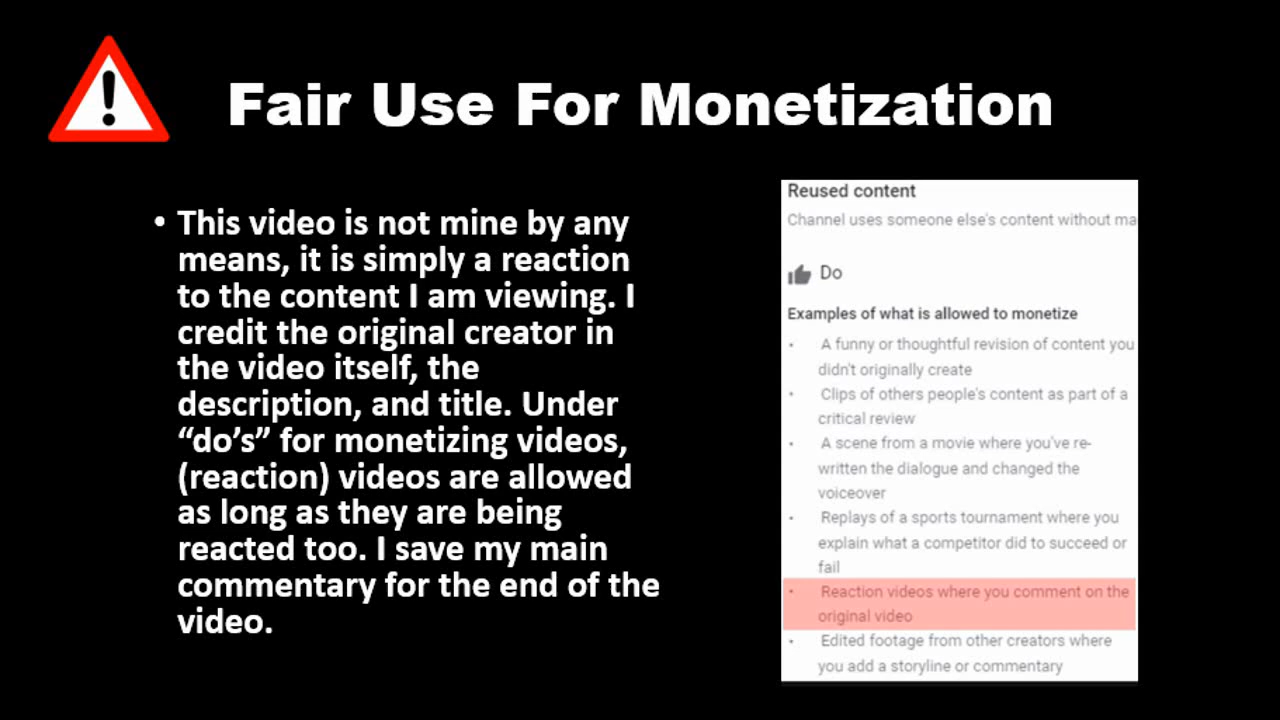 Fair Use For Monetization
• This video is not mine by any
means, it is simply a reaction
to the content I am viewing. I
credit the original creator in
the video itself, the
description, and title. Under
“do’s” for monetizing videos,
(reaction) videos are allowed
as long as they are being
reacted too. I save my main
commentary for the end of the
video.
Reused content
Channel uses someone else's content without ma
Do
Examples of what is allowed to monetize
• A funny or thoughtful revision of content you
didn't originally create
• Clips of others people's content as part of a
critical review
• A scene from a movie where you've re-
written the dialogue and changed the
voiceover
• Replays of a sports tournament where you
explain what a competitor did to succeed or
fail
• Reaction videos where you comment on the
original video
• Edited footage from other creators where
you add a storyline or commentary